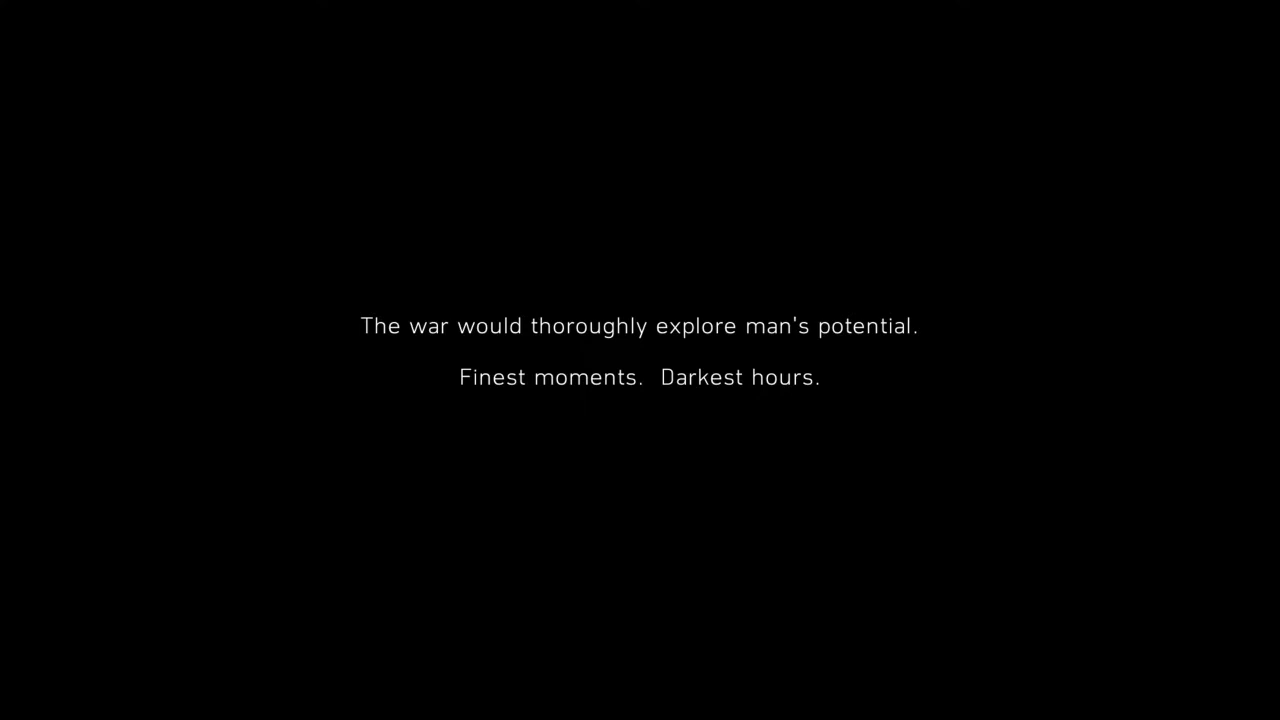 The war would thoroughly explore man's potential.
Finest moments.  Darkest hours.